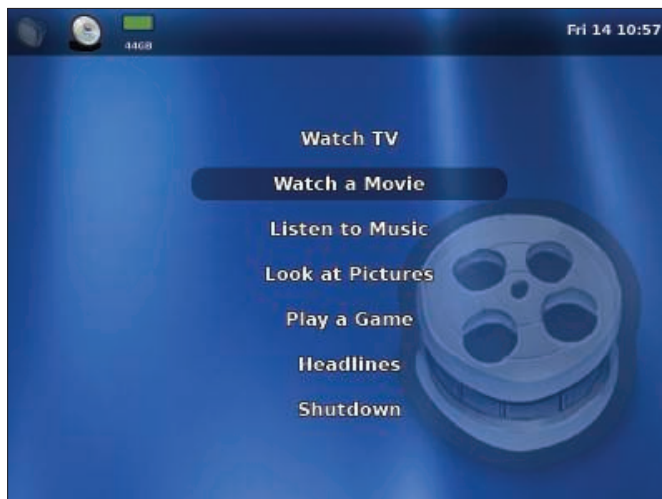 44GB
Fri 14 10:57
Watch TV
Watch a Movie
Listen to Music
Look at Pictures
Play a Game
Headlines
Shutdown